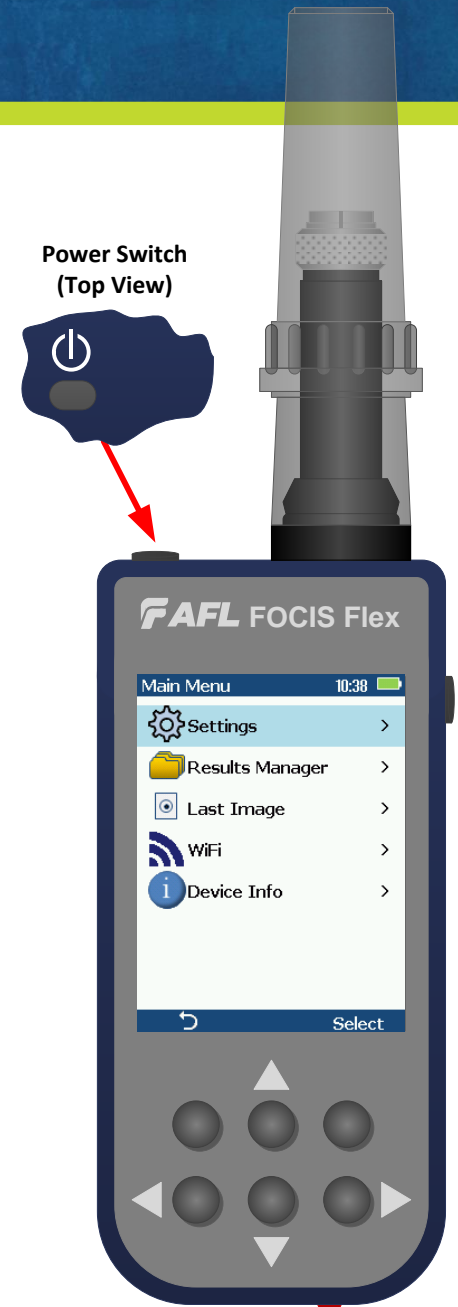 Power Switch
(Top View)
AFL FOCIS Flex
Main Menu 10:38
Settings >
Results Manager >
Last Image >
WiFi >
i Device Info >
Select